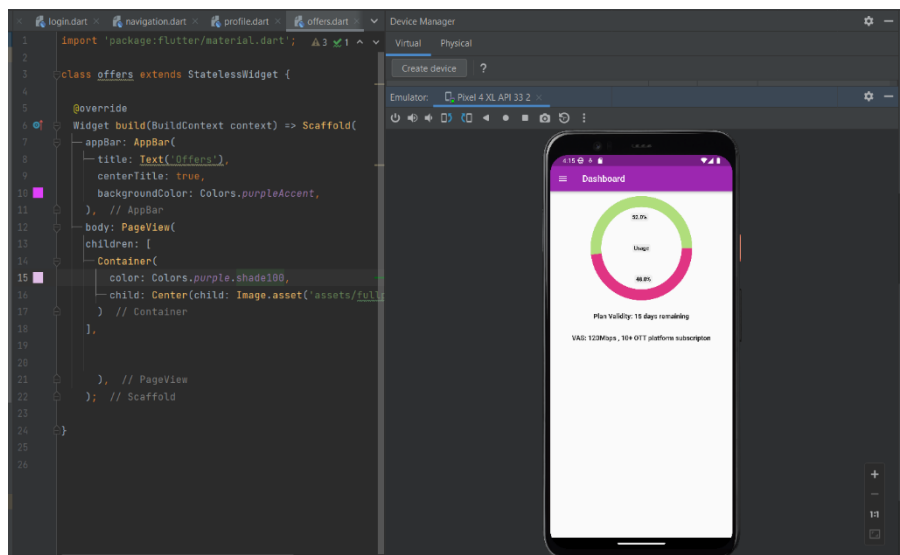 login.dart navigation.dart profile.dart offers.dart Device Manager
1 import 'package:flutter/material.dart'; 3 1
Virtual Physical
2
3 class offers extends StatelessWidget {
Create device ?
4
5 @override
Emulator: Pixel 4 XL API 33 2
6 Widget build(BuildContext context) => Scaffold(
7 appBar: AppBar(
8 title: Text('Offers'),
9 centerTitle: true,
10 backgroundColor: Colors.purpleAccent,
11 ), // AppBar
12 body: PageView(
13 children: [
14 Container(
15 color: Colors.purple.shade100,
16 child: Center(child: Image.asset('assets/fullp
17 ) // Container
18 ],
19
20
21 ), // PageView
22 ); // Scaffold
23
24 }
25
26
4:15
Dashboard
52.0%
Usage
48.0%
Plan Validity: 15 days remaining
VAS: 120Mbps , 10+ OTT platform subscripton
1:1